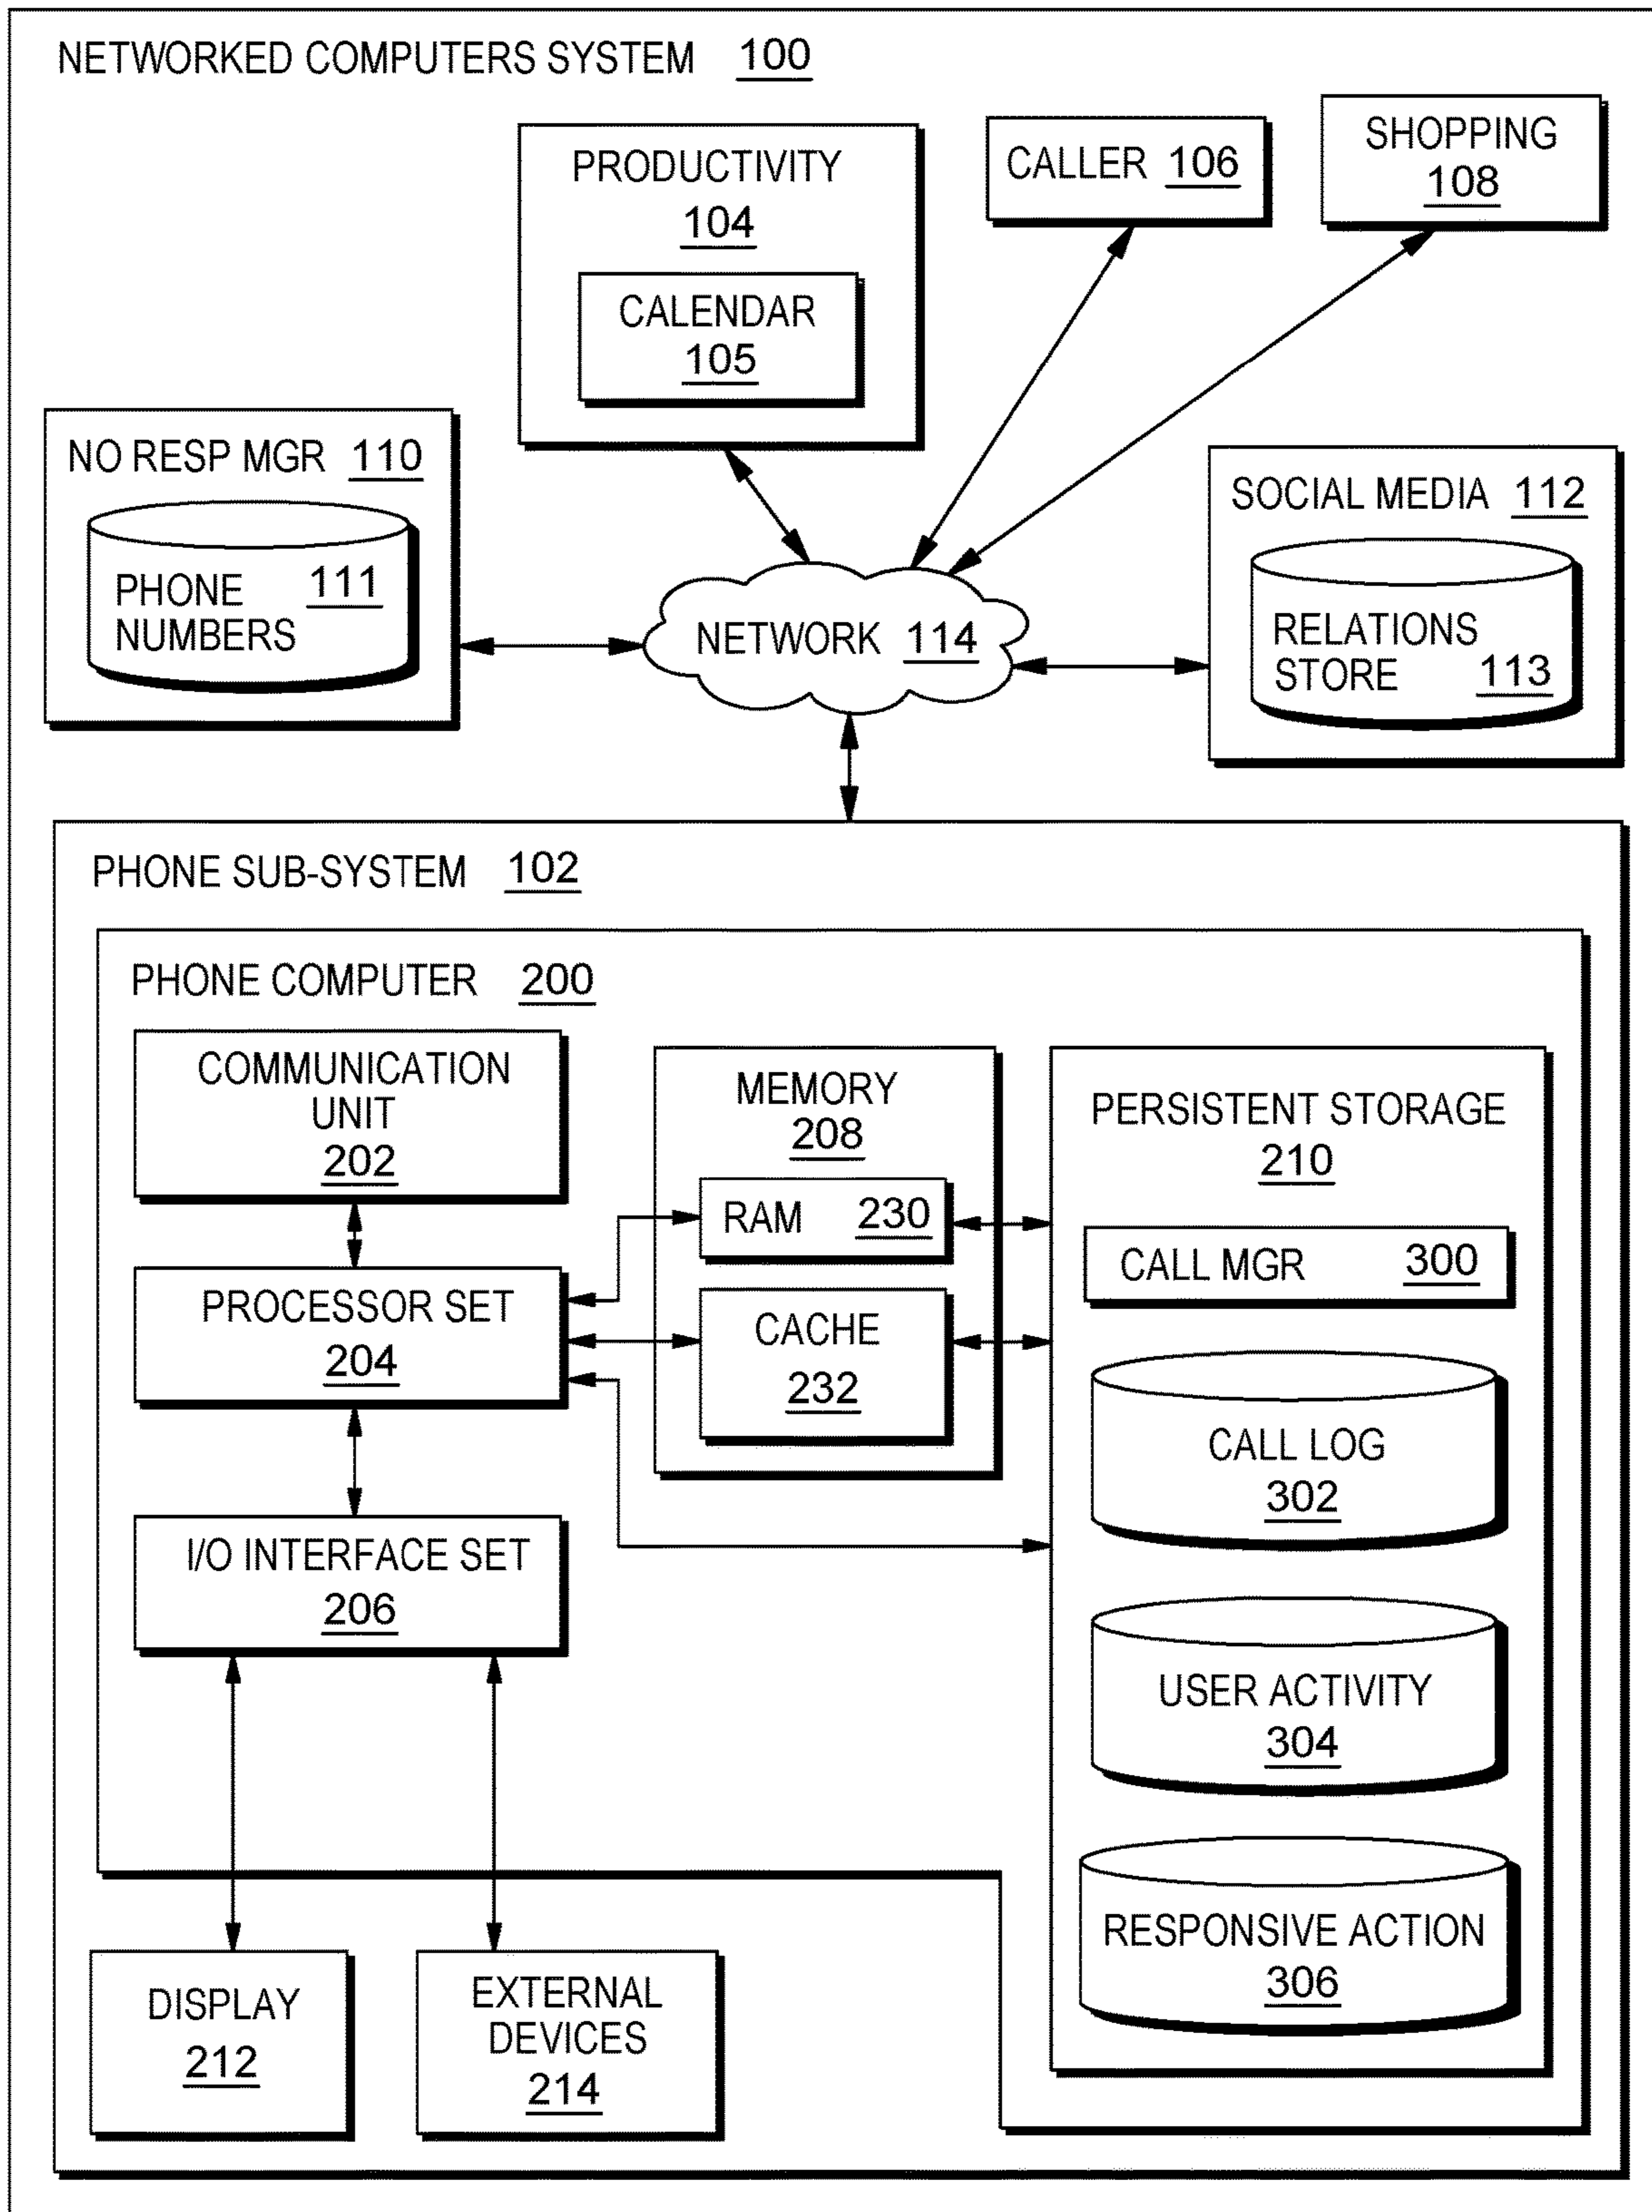 NETWORKED COMPUTERS SYSTEM 100
PRODUCTIVITY
104
CALENDAR
105
CALLER 106
SHOPPING
108
NO RESP MGR 110
PHONE 111
NUMBERS
NETWORK 114
SOCIAL MEDIA 112
RELATIONS
STORE 113
PHONE SUB-SYSTEM 102
PHONE COMPUTER 200
COMMUNICATION
UNIT
202
PROCESSOR SET
204
I/O INTERFACE SET
206
MEMORY
208
RAM 230
CACHE
232
PERSISTENT STORAGE
210
CALL MGR 300
CALL LOG
302
USER ACTIVITY
304
RESPONSIVE ACTION
306
DISPLAY
212
EXTERNAL
DEVICES
214